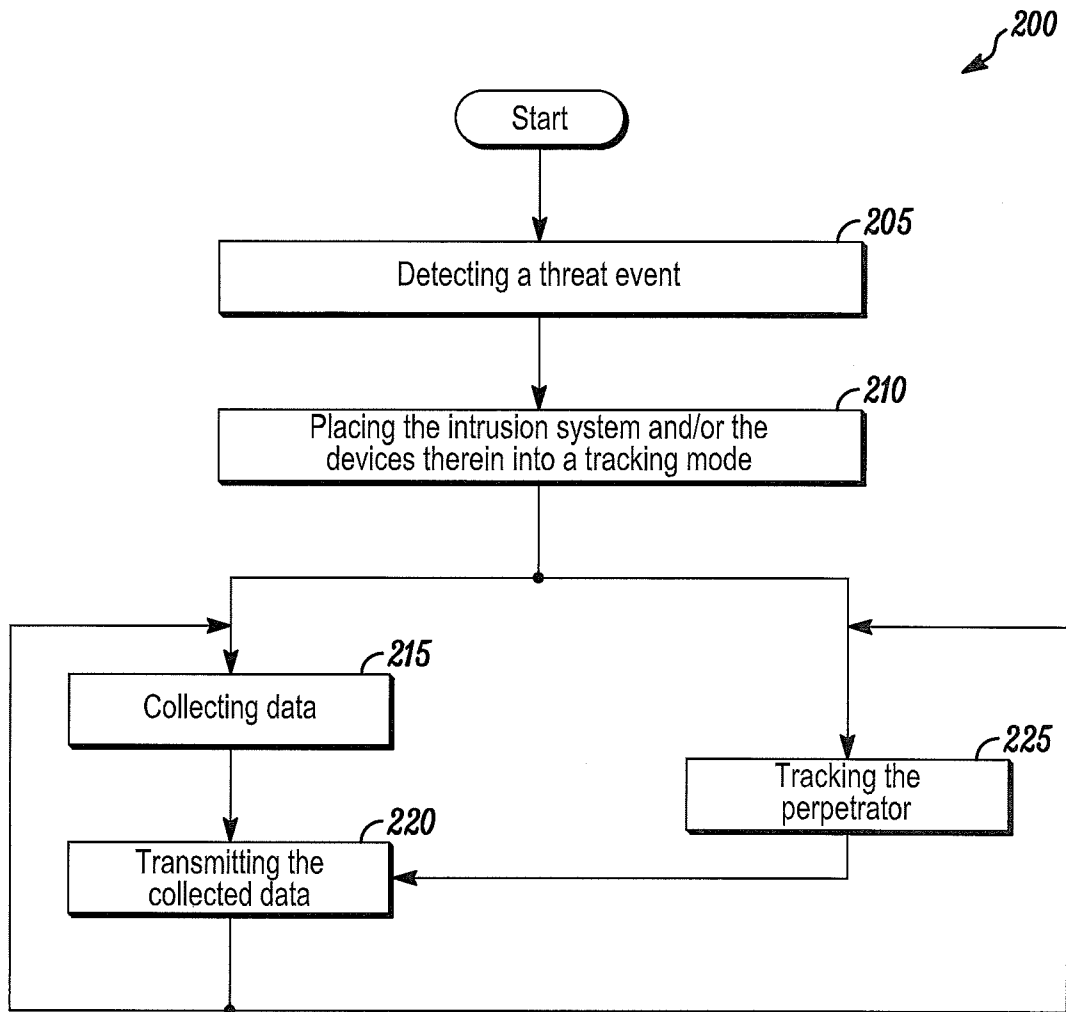 200
Start
205
Detecting a threat event
210
Placing the intrusion system and/or the
devices therein into a tracking mode
215
Collecting data
225
Tracking the
perpetrator
220
Transmitting the
collected data